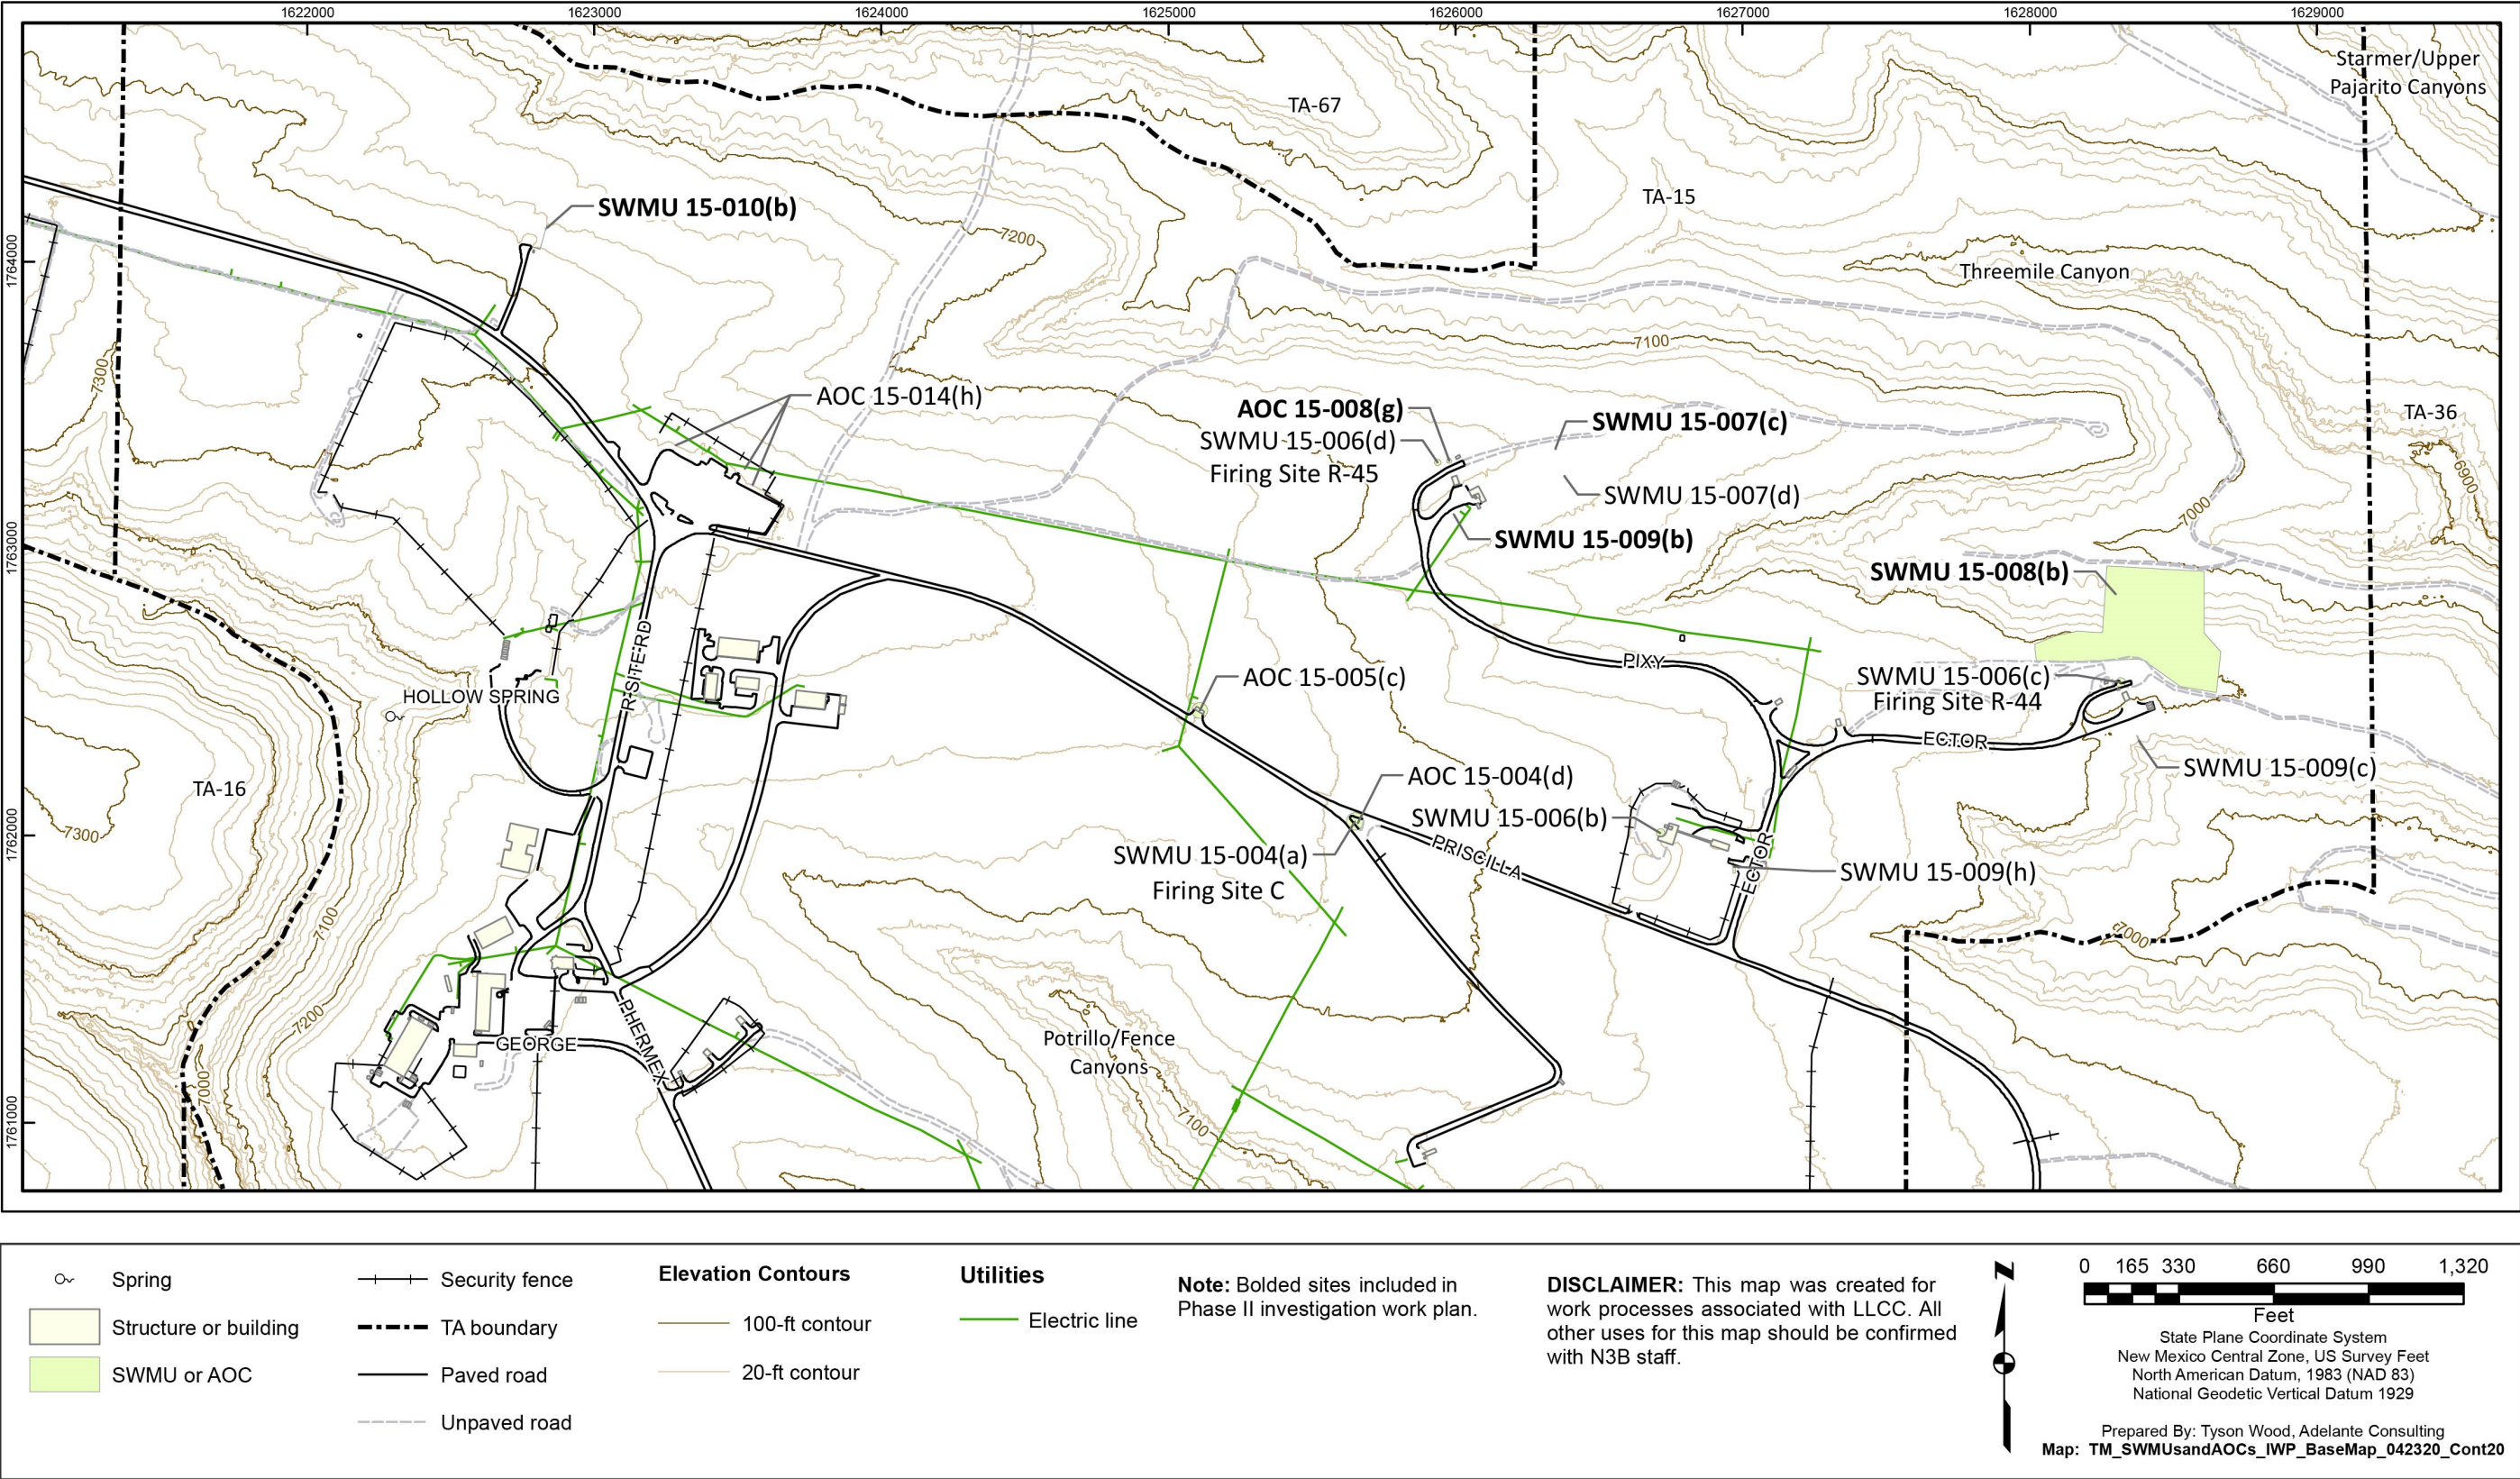 1622000 1623000 1624000 1625000 1626000 1627000 1628000 1629000
Starmer/Upper
Pajarito Canyons
TA-67
TA-15
SWMU 15-010(b)
7200
1764000
Threemile Canyon
7100
7300
AOC 15-014(h)
AOC 15-008(g)
SWMU 15-006(d)
Firing Site R-45
SWMU 15-007(c)
TA-36
6900
SWMU 15-007(d)
7000
SWMU 15-009(b)
1763000
SWMU 15-008(b)
R-SITE RD
PIXY
HOLLOW SPRING
AOC 15-005(c)
SWMU 15-006(c)
Firing Site R-44
ECTOR
TA-16
AOC 15-004(d)
SWMU 15-009(c)
SWMU 15-006(b)
1762000
7300
SWMU 15-004(a)
Firing Site C
PRISCILLA
ECTOR
SWMU 15-009(h)
7100
7000
7200
PHERMEX
GEORGE
Potrillo/Fence
Canyons
7000
7100
1761000
Spring
Structure or building
SWMU or AOC
Security fence
TA boundary
Paved road
Unpaved road
Elevation Contours
100-ft contour
20-ft contour
Utilities
Electric line
Note: Bolded sites included in
Phase II investigation work plan.
DISCLAIMER: This map was created for
work processes associated with LLCC. All
other uses for this map should be confirmed
with N3B staff.
N
0 165 330 660 990 1,320
Feet
State Plane Coordinate System
New Mexico Central Zone, US Survey Feet
North American Datum, 1983 (NAD 83)
National Geodetic Vertical Datum 1929
Prepared By: Tyson Wood, Adelante Consulting
Map: TM_SWMUsandAOCs_IWP_BaseMap_042320_Cont20